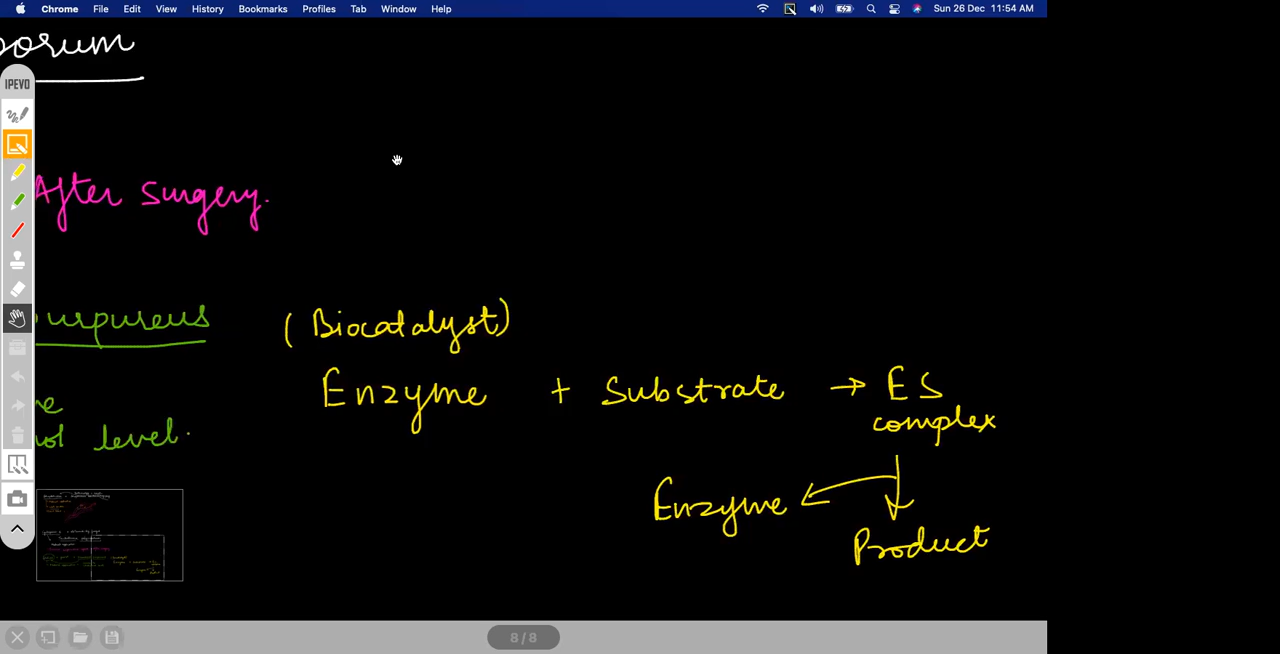 Chrome File Edit View History Bookmarks Profiles Tab Window Help Sun 26 Dec 11:54 AM
IPEVO
After surgery.
(Biocatalyst)
Enzyme + Substrate → ES
complex
level.
Enzyme
Product
8/8